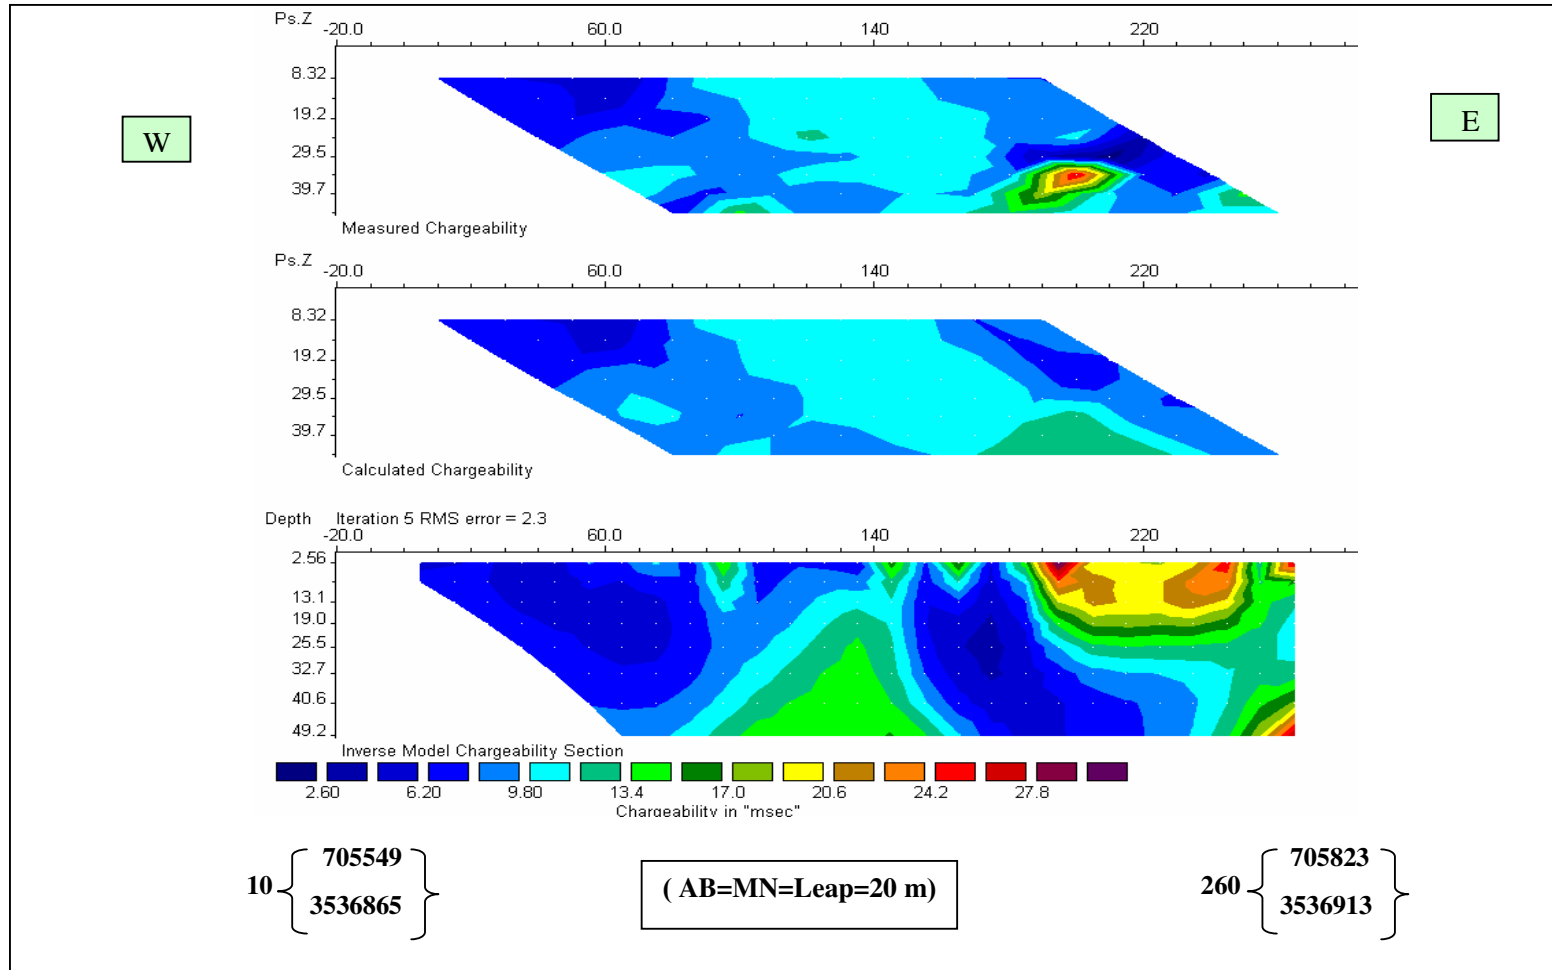 Ps.Z
-20.0 60.0 140 220
8.32
19.2
29.5
39.7
Measured Chargeability
W
E
Ps.Z
-20.0 60.0 140 220
8.32
19.2
29.5
39.7
Calculated Chargeability
Depth Iteration 5 RMS error = 2.3
-20.0 60.0 140 220
2.56
13.1
19.0
25.5
32.7
40.6
49.2
Inverse Model Chargeability Section
2.60 6.20 9.80 13.4 17.0 20.6 24.2 27.8
Chargeability in "msec"
10 705549
3536865
( AB=MN=Leap=20 m)
260 705823
3536913